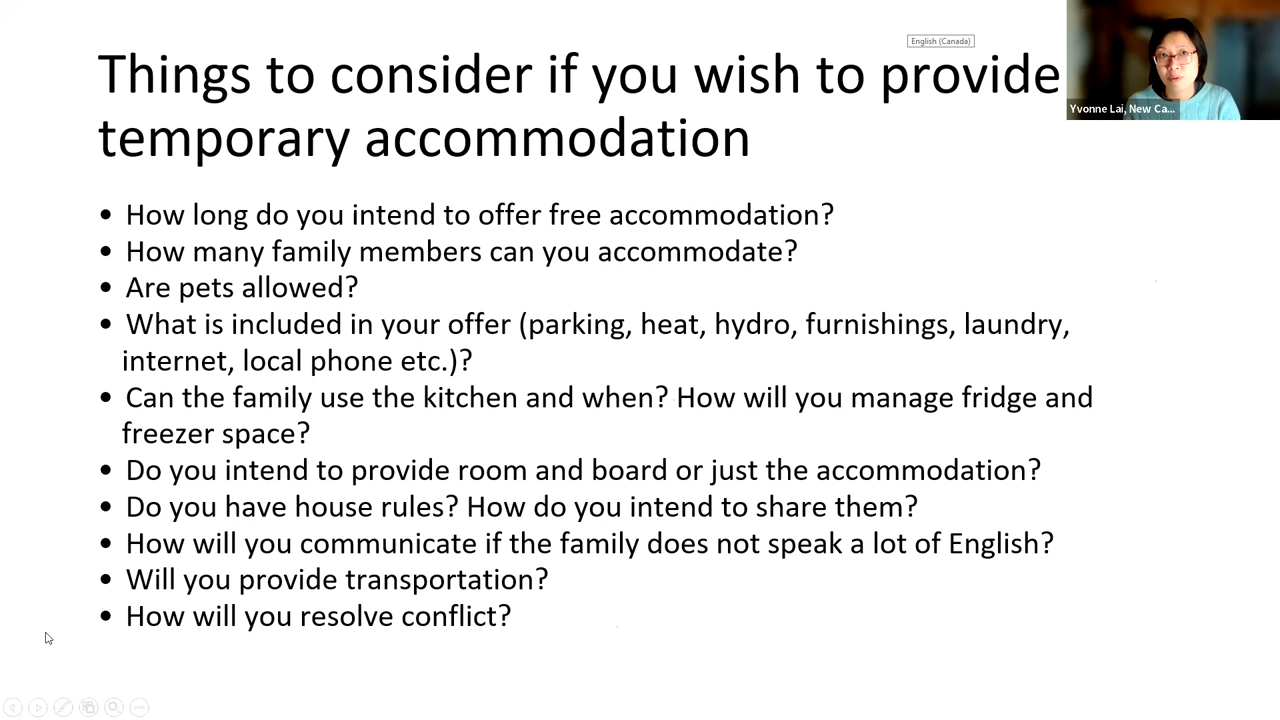 English (Canada)
Things to consider if you wish to provide
temporary accommodation
Yvonne Lai, New Ca...
• How long do you intend to offer free accommodation?
• How many family members can you accommodate?
• Are pets allowed?
• What is included in your offer (parking, heat, hydro, furnishings, laundry,
internet, local phone etc.)?
• Can the family use the kitchen and when? How will you manage fridge and
freezer space?
• Do you intend to provide room and board or just the accommodation?
• Do you have house rules? How do you intend to share them?
• How will you communicate if the family does not speak a lot of English?
• Will you provide transportation?
• How will you resolve conflict?